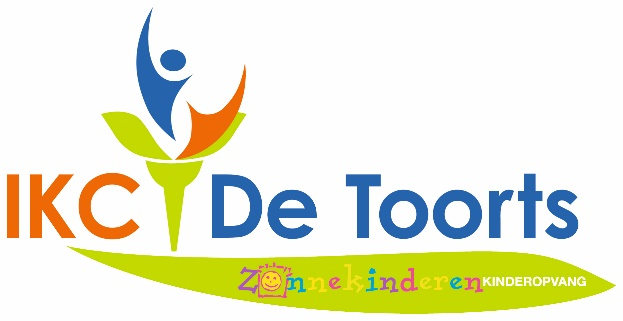 IKC De Toorts
Zonnekinderen KINDEROPVANG